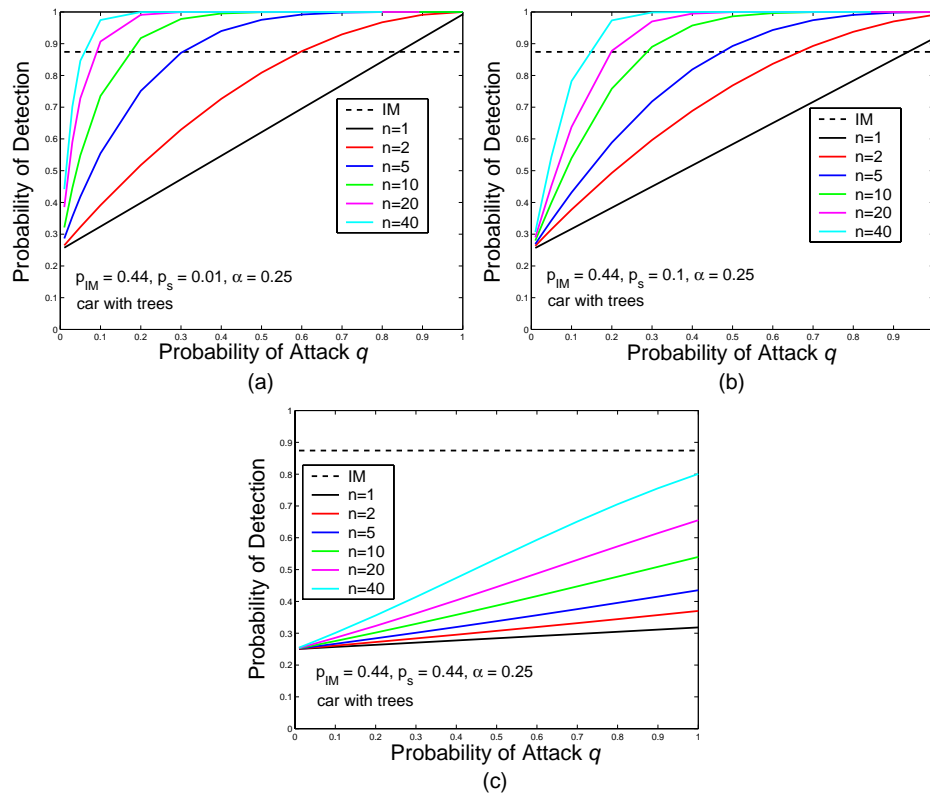 1
0.9
0.8
0.7
0.6
0.5
0.4
0.3
0.2
0.1
0
Probability of Detection
IM
n=1
n=2
n=5
n=10
n=20
n=40
p_IM = 0.44, p_s = 0.01, α = 0.25
car with trees
0 0.1 0.2 0.3 0.4 0.5 0.6 0.7 0.8 0.9 1
Probability of Attack q
(a)
1
0.9
0.8
0.7
0.6
0.5
0.4
0.3
0.2
0.1
0
Probability of Detection
IM
n=1
n=2
n=5
n=10
n=20
n=40
p_IM = 0.44, p_s = 0.1, α = 0.25
car with trees
0 0.1 0.2 0.3 0.4 0.5 0.6 0.7 0.8 0.9
Probability of Attack q
(b)
1
0.9
0.8
0.7
0.6
0.5
0.4
0.3
0.2
0.1
0
Probability of Detection
IM
n=1
n=2
n=5
n=10
n=20
n=40
p_IM = 0.44, p_s = 0.44, α = 0.25
car with trees
0 0.1 0.2 0.3 0.4 0.5 0.6 0.7 0.8 0.9 1
Probability of Attack q
(c)